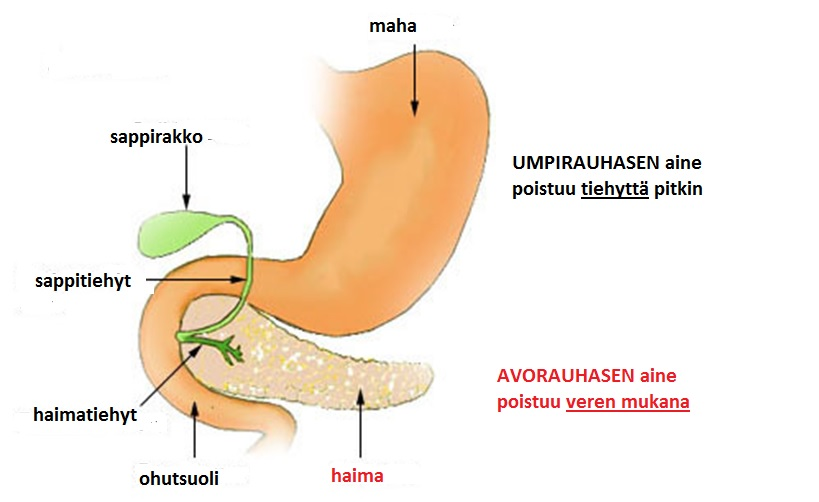 maha
sappirakko
UMPIRAUHASEN aine
poistuu tiehyttä pitkin
sappitiehyt
AVORAUHASEN aine
poistuu veren mukana
haimatiehyt
ohutsuoli
haima